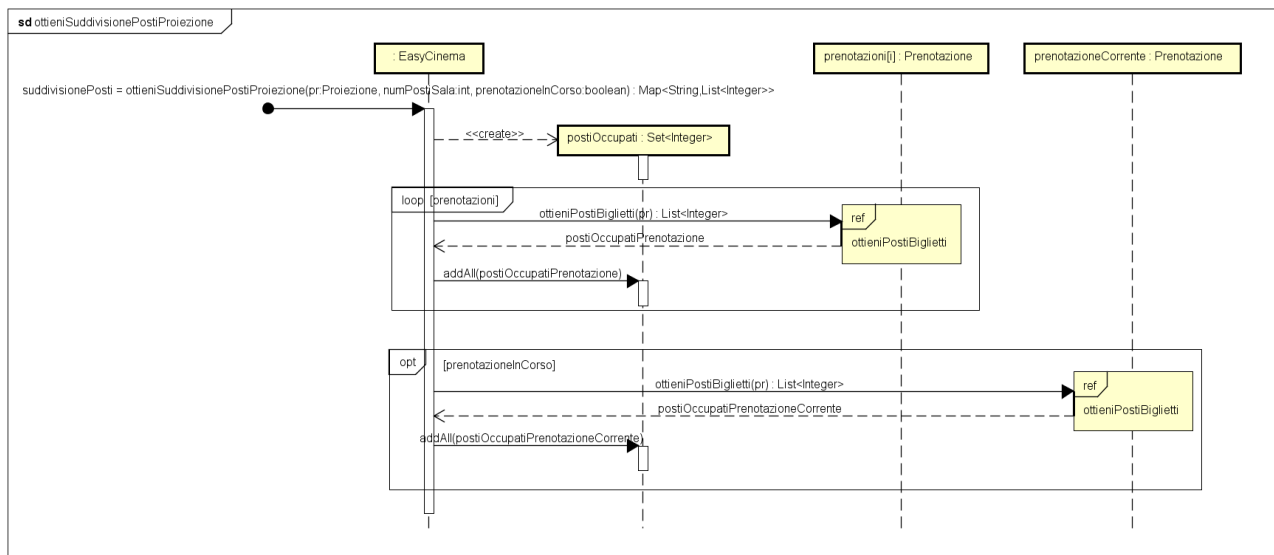 sd ottieniSuddivisionePostiProiezione
: EasyCinema
prenotazioni[i] : Prenotazione
prenotazioneCorrente : Prenotazione
suddivisionePosti = ottieniSuddivisionePostiProiezione(pr:Proiezione, numPostiSala:int, prenotazioneInCorso:boolean) : Map<String,List<Integer>>
<<create>>
postiOccupati : Set<Integer>
loop [prenotazioni]
ottieniPostiBiglietti(pr) : List<Integer>
ref
ottieniPostiBiglietti
postiOccupatiPrenotazione
addAll(postiOccupatiPrenotazione)
opt [prenotazioneInCorso]
ottieniPostiBiglietti(pr) : List<Integer>
ref
ottieniPostiBiglietti
postiOccupatiPrenotazioneCorrente
addAll(postiOccupatiPrenotazioneCorrente)